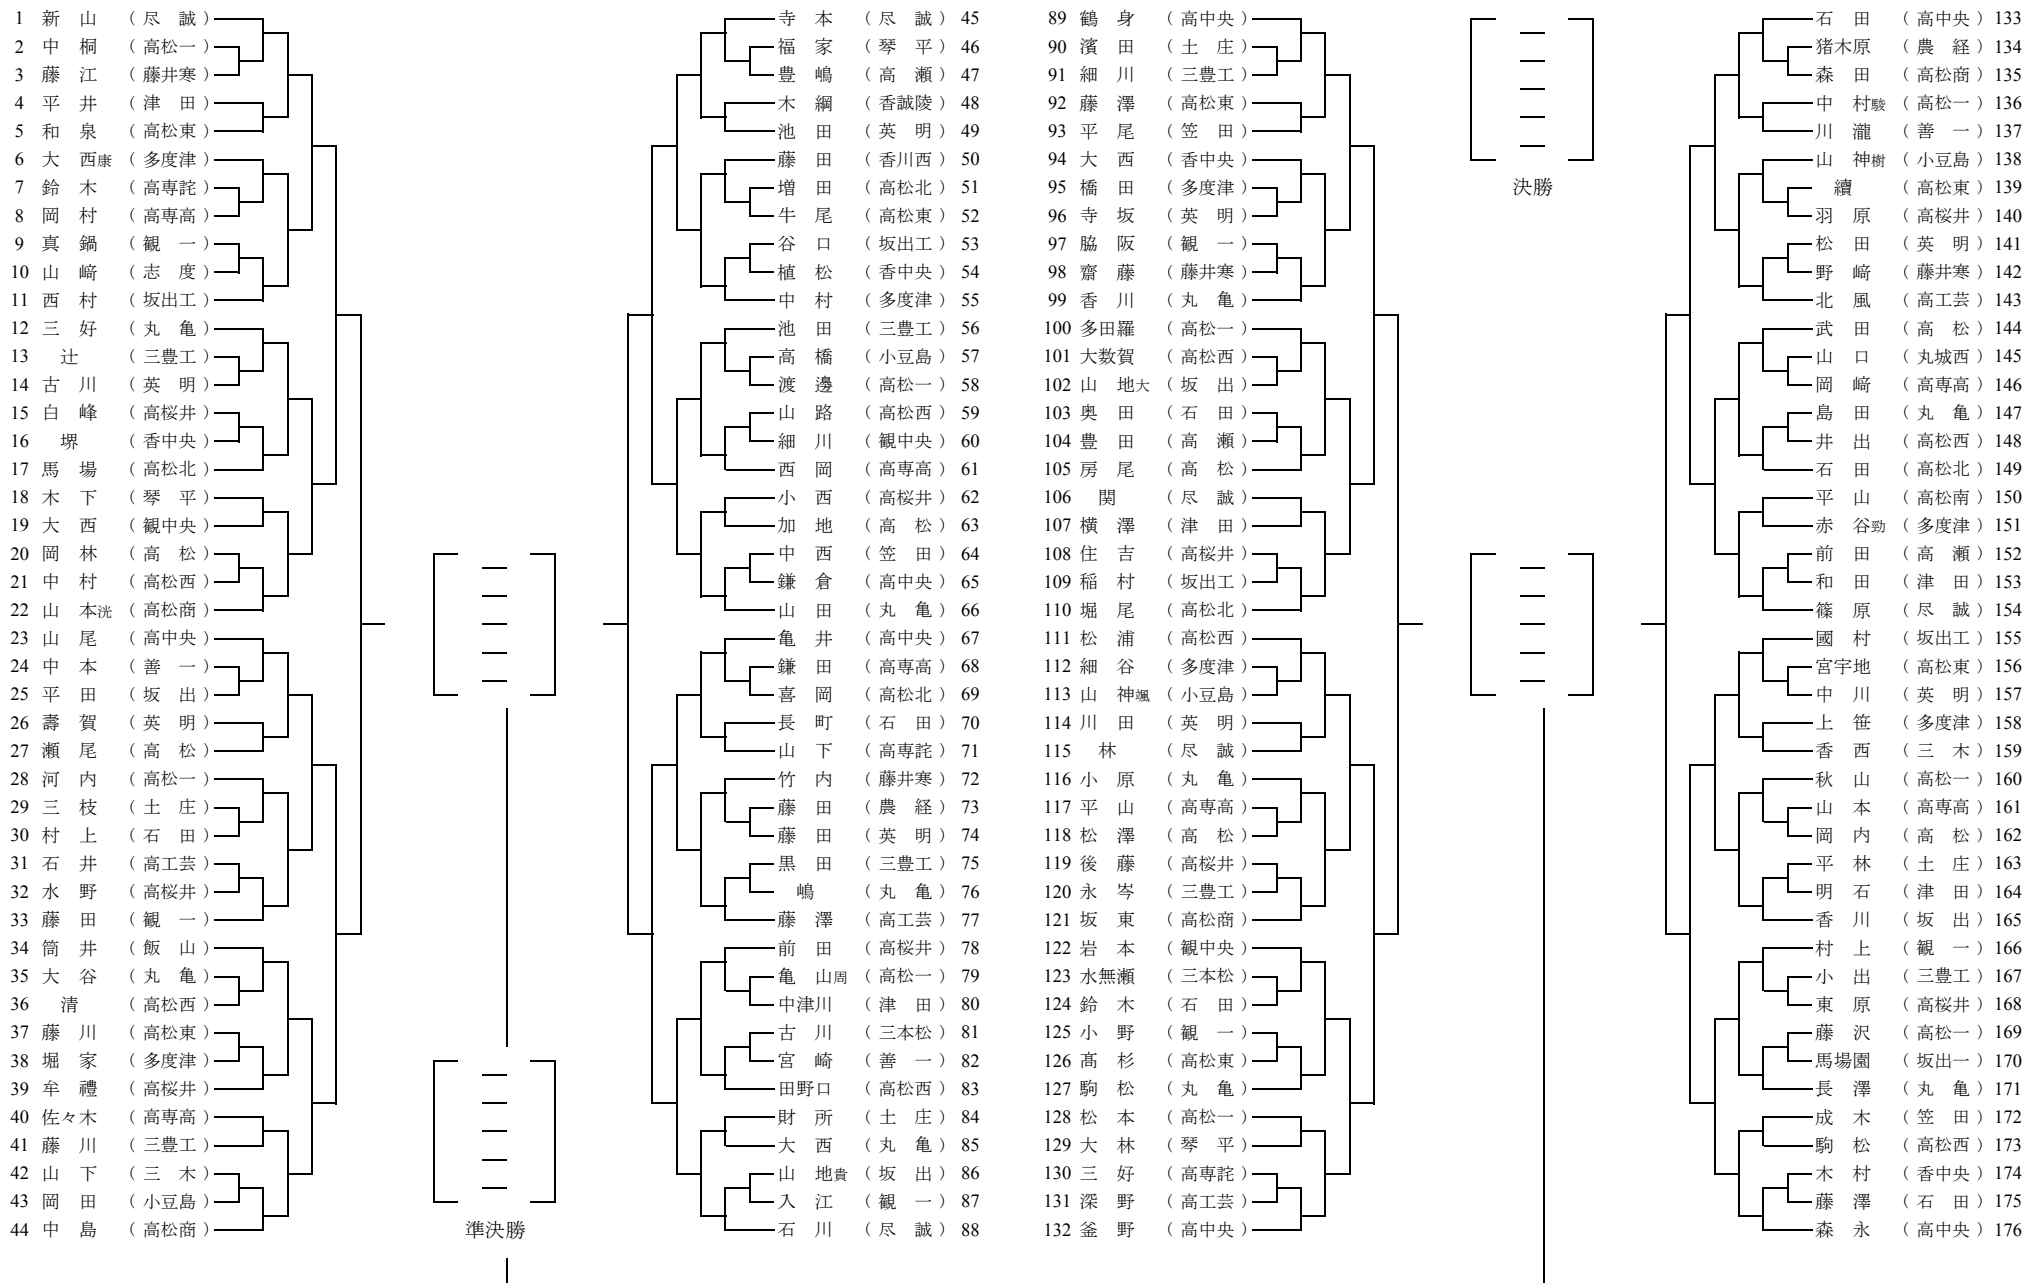 1 新 山 （尽 誠）
2 中 桐 （高松一）
3 藤 江 （藤井寒）
4 平 井 （津 田）
5 和 泉 （高松東）
6 大 西康 （多度津）
7 鈴 木 （高専詫）
8 岡 村 （高専高）
9 真 鍋 （観 一）
10 山 﨑 （志 度）
11 西 村 （坂出工）
12 三 好 （丸 亀）
13 辻 （三豊工）
14 古 川 （英 明）
15 白 峰 （高桜井）
16 堺 （香中央）
17 馬 場 （高松北）
18 木 下 （琴 平）
19 大 西 （観中央）
20 岡 林 （高 松）
21 中 村 （高松西）
22 山 本洸 （高松商）
23 山 尾 （高中央）
24 中 本 （善 一）
25 平 田 （坂 出）
26 壽 賀 （英 明）
27 瀬 尾 （高 松）
28 河 内 （高松一）
29 三 枝 （土 庄）
30 村 上 （石 田）
31 石 井 （高工芸）
32 水 野 （高桜井）
33 藤 田 （観 一）
34 筒 井 （飯 山）
35 大 谷 （丸 亀）
36 清 （高松西）
37 藤 川 （高松東）
38 堀 家 （多度津）
39 牟 禮 （高桜井）
40 佐々木 （高専高）
41 藤 川 （三豊工）
42 山 下 （三 木）
43 岡 田 （小豆島）
44 中 島 （高松商）
準決勝
寺 本 （尽 誠） 45
福 家 （琴 平） 46
豊 嶋 （高 瀬） 47
木 綱 （香誠陵） 48
池 田 （英 明） 49
藤 田 （香川西） 50
増 田 （高松北） 51
牛 尾 （高松東） 52
谷 口 （坂出工） 53
植 松 （香中央） 54
中 村 （多度津） 55
池 田 （三豊工） 56
高 橋 （小豆島） 57
渡 邊 （高松一） 58
山 路 （高松西） 59
細 川 （観中央） 60
西 岡 （高専高） 61
小 西 （高桜井） 62
加 地 （高 松） 63
中 西 （笠 田） 64
鎌 倉 （高中央） 65
山 田 （丸 亀） 66
亀 井 （高中央） 67
鎌 田 （高専高） 68
喜 岡 （高松北） 69
長 町 （石 田） 70
山 下 （高専詫） 71
竹 内 （藤井寒） 72
藤 田 （農 経） 73
藤 田 （英 明） 74
黒 田 （三豊工） 75
嶋 （丸 亀） 76
藤 澤 （高工芸） 77
前 田 （高桜井） 78
亀 山周 （高松一） 79
中津川 （津 田） 80
古 川 （三本松） 81
宮 崎 （善 一） 82
田野口 （高松西） 83
財 所 （土 庄） 84
大 西 （丸 亀） 85
山 地貴 （坂 出） 86
入 江 （観 一） 87
石 川 （尽 誠） 88
89 鶴 身 （高中央）
90 濱 田 （土 庄）
91 細 川 （三豊工）
92 藤 澤 （高松東）
93 平 尾 （笠 田）
94 大 西 （香中央）
95 橋 田 （多度津）
96 寺 坂 （英 明）
97 脇 阪 （観 一）
98 齋 藤 （藤井寒）
99 香 川 （丸 亀）
100 多田羅 （高松一）
101 大数賀 （高松西）
102 山 地大 （坂 出）
103 奥 田 （石 田）
104 豊 田 （高 瀬）
105 房 尾 （高 松）
106 関 （尽 誠）
107 横 澤 （津 田）
108 住 吉 （高桜井）
109 稲 村 （坂出工）
110 堀 尾 （高松北）
111 松 浦 （高松西）
112 細 谷 （多度津）
113 山 神颯 （小豆島）
114 川 田 （英 明）
115 林 （尽 誠）
116 小 原 （丸 亀）
117 平 山 （高専高）
118 松 澤 （高 松）
119 後 藤 （高桜井）
120 永 岑 （三豊工）
121 坂 東 （高松商）
122 岩 本 （観中央）
123 水無瀬 （三本松）
124 鈴 木 （石 田）
125 小 野 （観 一）
126 髙 杉 （高松東）
127 駒 松 （丸 亀）
128 松 本 （高松一）
129 大 林 （琴 平）
130 三 好 （高専詫）
131 深 野 （高工芸）
132 釜 野 （高中央）
決勝
石 田 （高中央） 133
猪木原 （農 経） 134
森 田 （高松商） 135
中 村駿 （高松一） 136
川 瀧 （善 一） 137
山 神樹 （小豆島） 138
續 （高松東） 139
羽 原 （高桜井） 140
松 田 （英 明） 141
野 﨑 （藤井寒） 142
北 風 （高工芸） 143
武 田 （高 松） 144
山 口 （丸城西） 145
岡 﨑 （高専高） 146
島 田 （丸 亀） 147
井 出 （高松西） 148
石 田 （高松北） 149
平 山 （高松南） 150
赤 谷勁 （多度津） 151
前 田 （高 瀬） 152
和 田 （津 田） 153
篠 原 （尽 誠） 154
國 村 （坂出工） 155
宮宇地 （高松東） 156
中 川 （英 明） 157
上 笹 （多度津） 158
香 西 （三 木） 159
秋 山 （高松一） 160
山 本 （高専高） 161
岡 内 （高 松） 162
平 林 （土 庄） 163
明 石 （津 田） 164
香 川 （坂 出） 165
村 上 （観 一） 166
小 出 （三豊工） 167
東 原 （高桜井） 168
藤 沢 （高松一） 169
馬場園 （坂出一） 170
長 澤 （丸 亀） 171
成 木 （笠 田） 172
駒 松 （高松西） 173
木 村 （香中央） 174
藤 澤 （石 田） 175
森 永 （高中央） 176